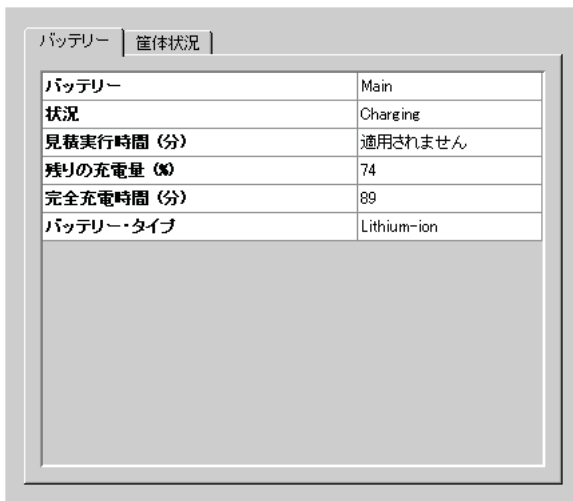 バッテリー 筐体状況
バッテリー Main
状況 Charging
見積実行時間 (分) 適用されません
残りの充電量 (%) 74
完全充電時間 (分) 89
バッテリー・タイプ Lithium-ion